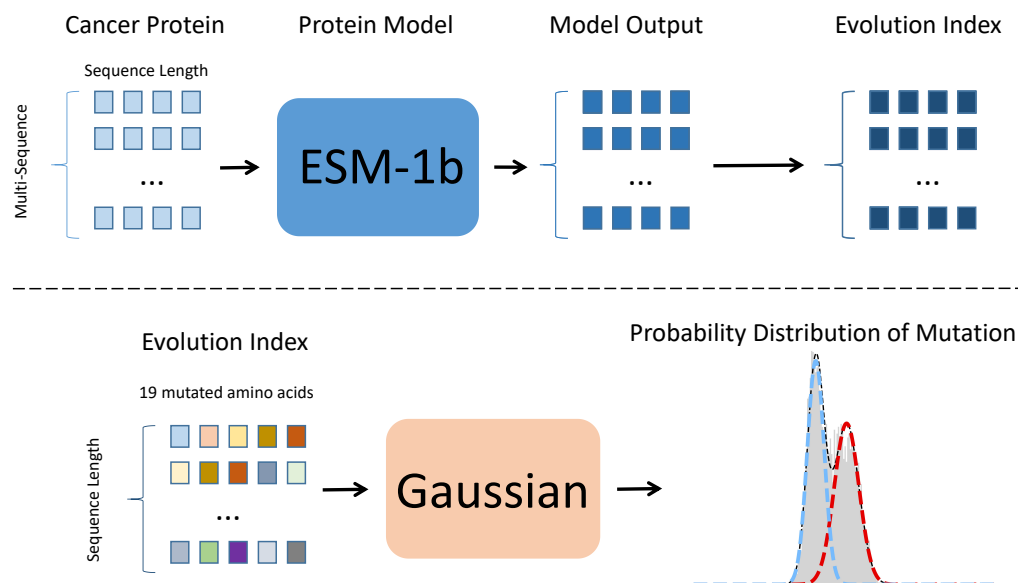 Cancer Protein
Protein Model
Model Output
Evolution Index
Sequence Length
Multi-Sequence
ESM-1b
...
...
...
Evolution Index
Probability Distribution of Mutation
19 mutated amino acids
Sequence Length
Gaussian
...